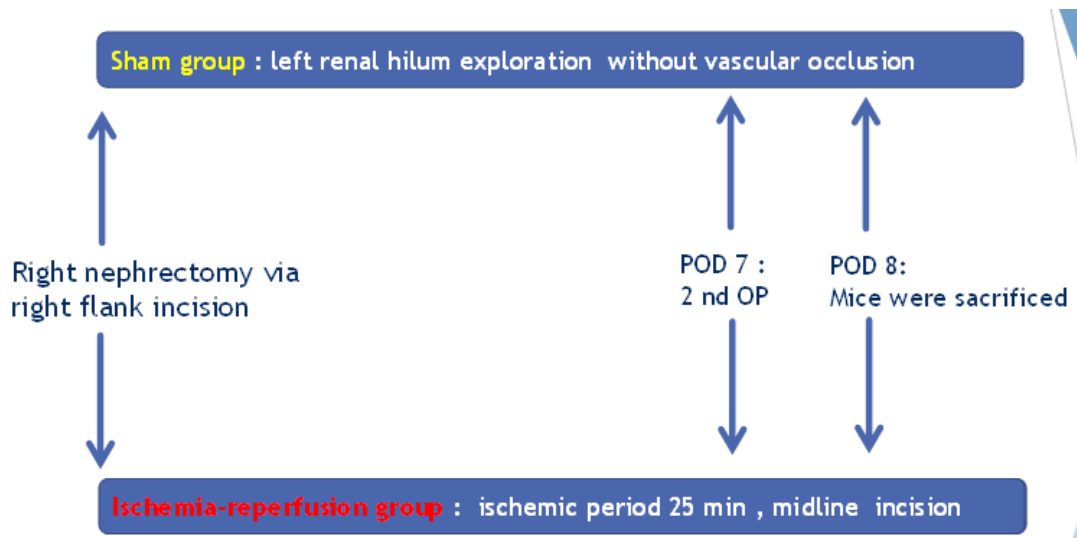 Sham group : left renal hilum exploration without vascular occlusion
Right nephrectomy via
right flank incision
POD 7 :
2 nd OP
POD 8:
Mice were sacrificed
Ischemia-reperfusion group : ischemic period 25 min , midline incision